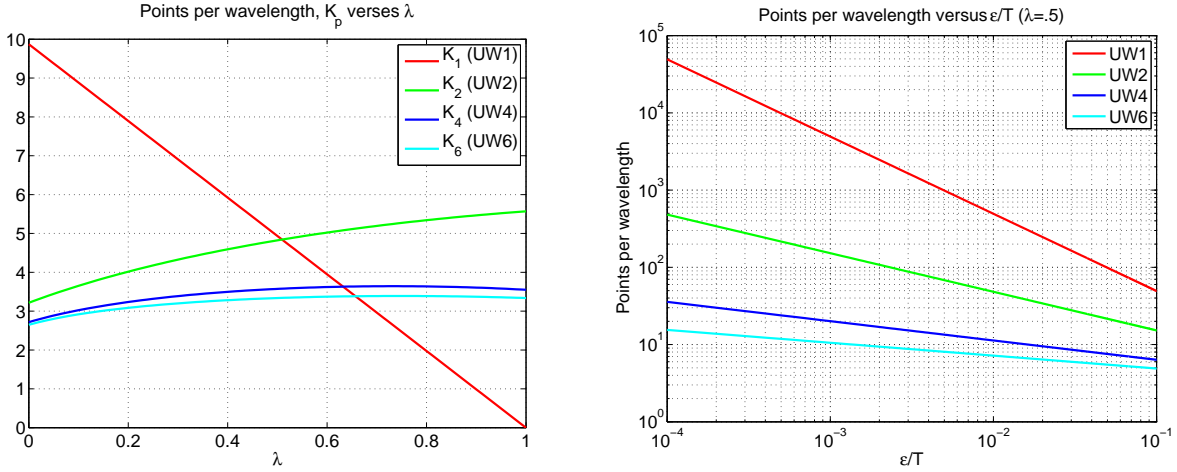 Points per wavelength, K_p verses λ
10
9
8
7
6
5
4
3
2
1
0
0
0.2
0.4
0.6
0.8
1
λ
K_1 (UW1)
K_2 (UW2)
K_4 (UW4)
K_6 (UW6)
Points per wavelength versus ε/T (λ=.5)
Points per wavelength
10^5
10^4
10^3
10^2
10^1
10^0
10^−4
10^−3
10^−2
10^−1
ε/T
UW1
UW2
UW4
UW6